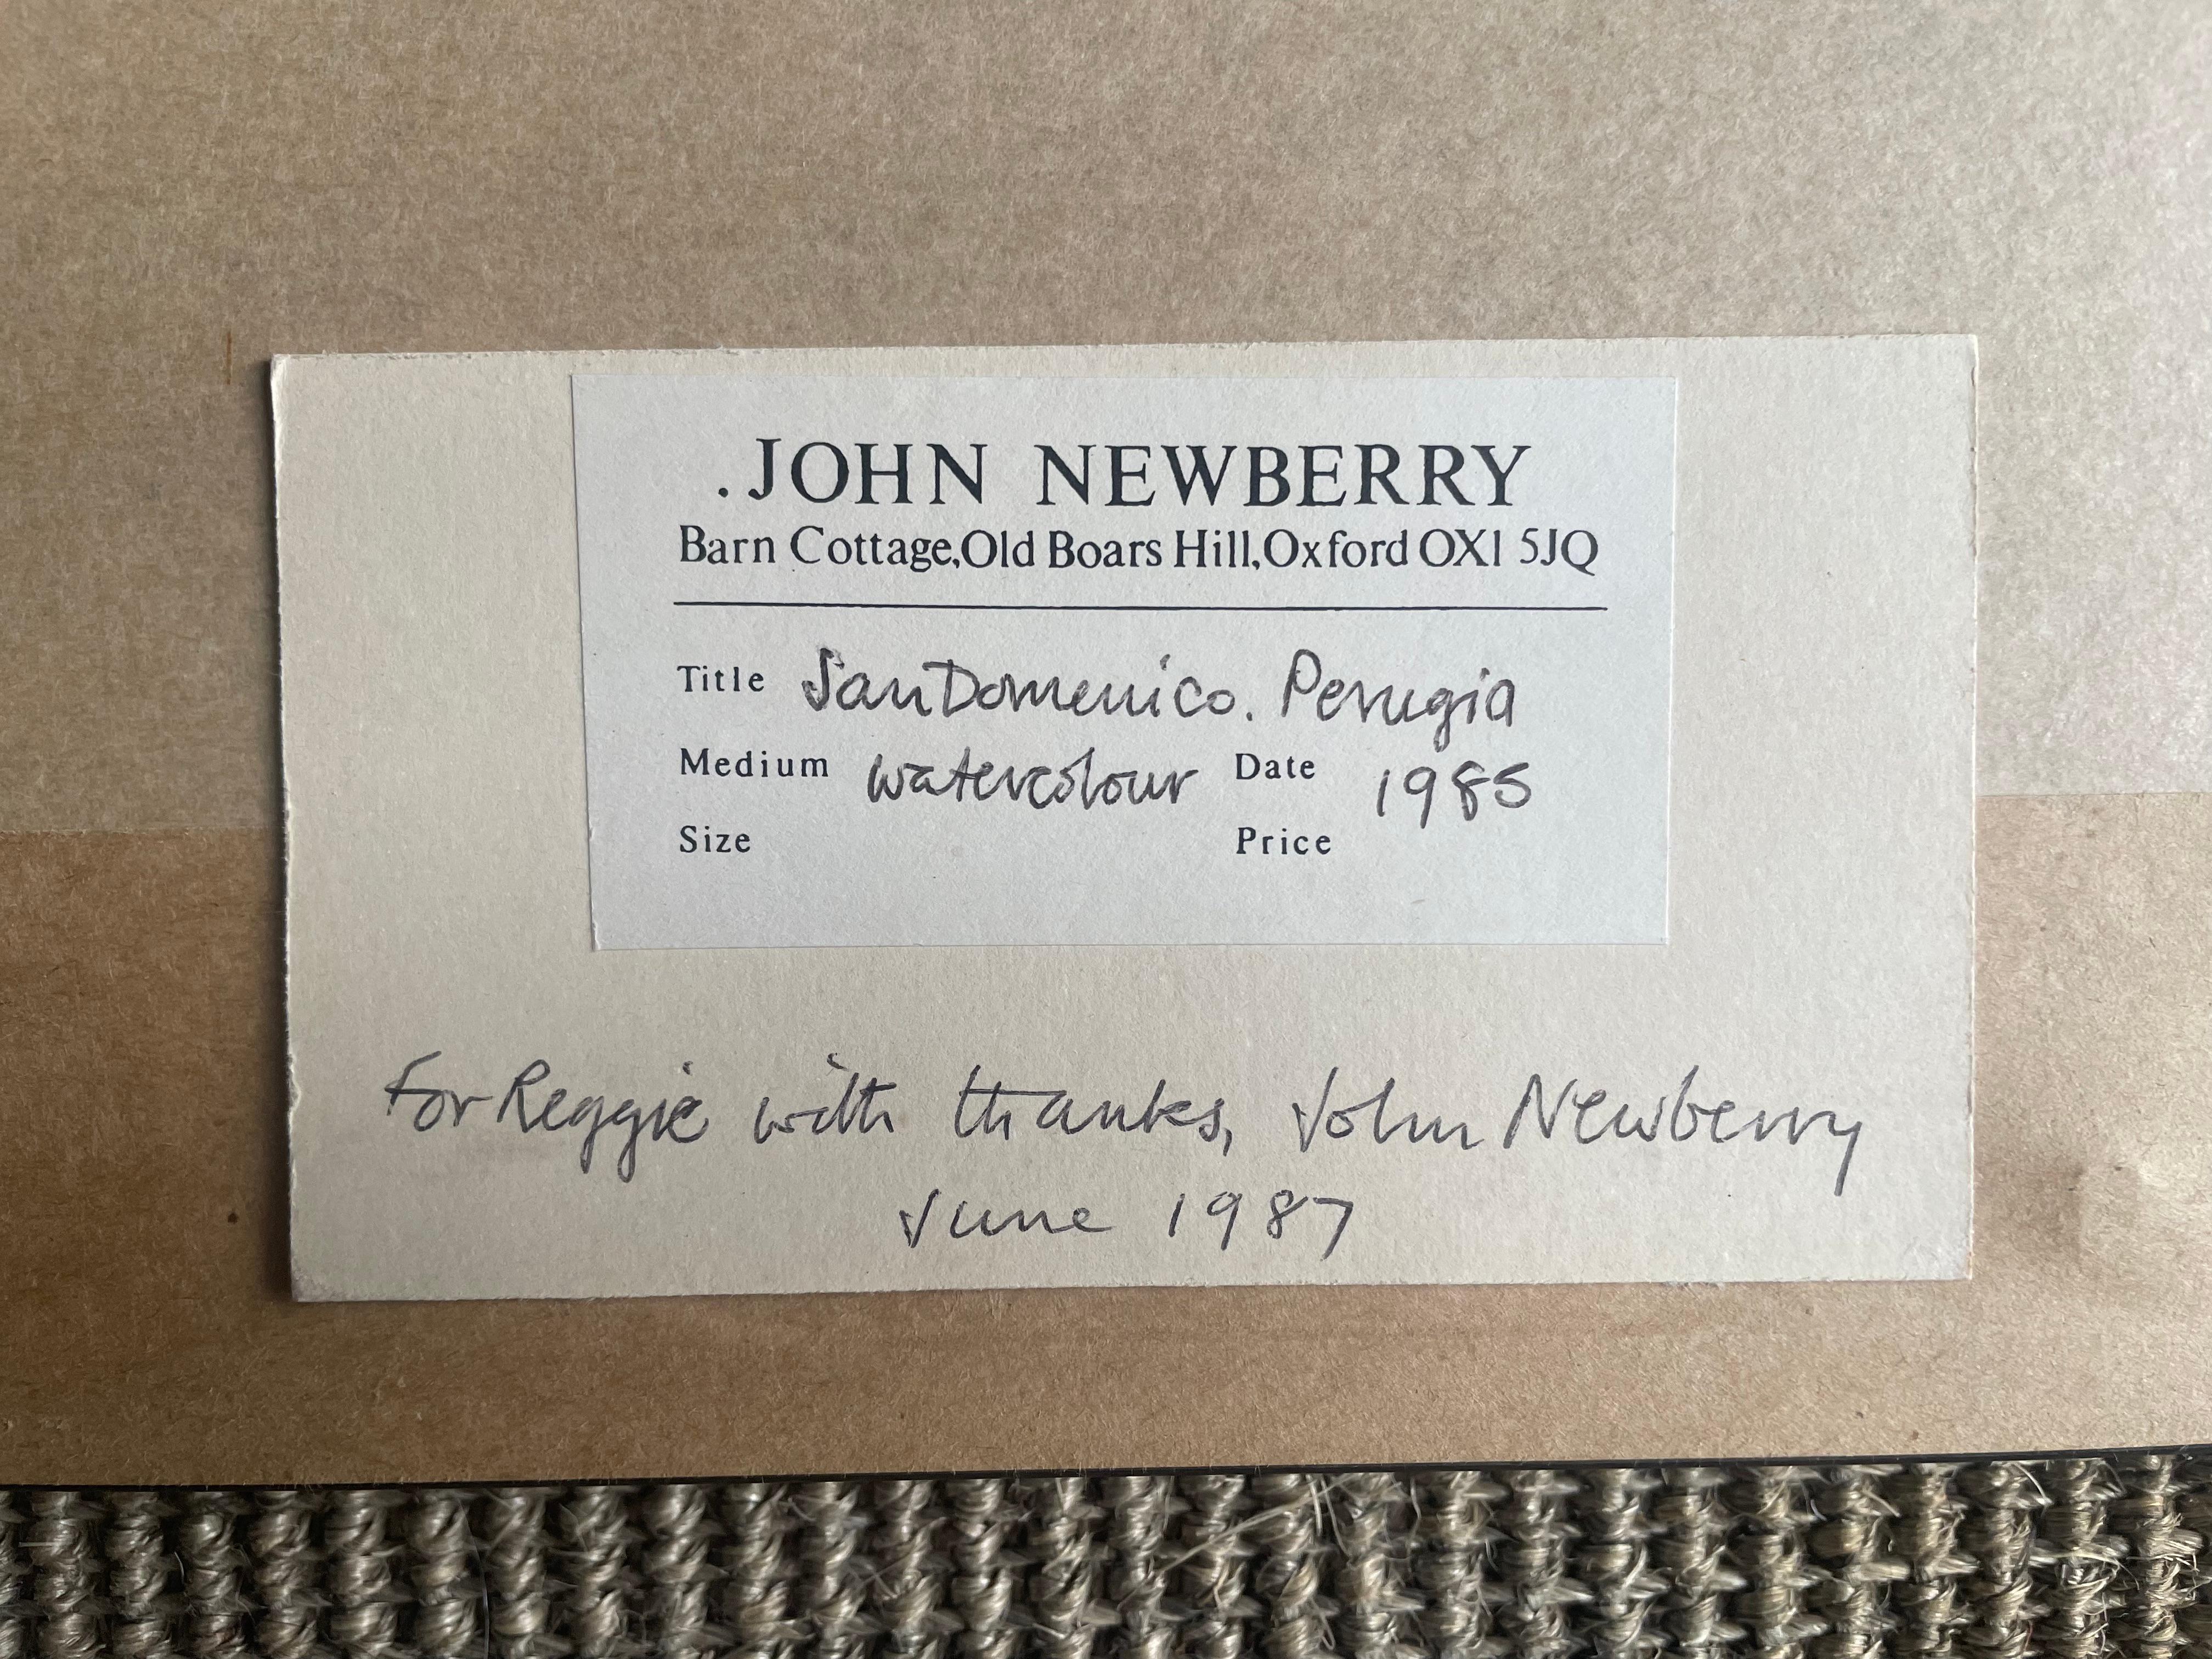 JOHN NEWBERRY
Barn Cottage, Old Boars Hill, Oxford OX1 5JQ
Title San Domenico. Perugia
Medium watercolour Date 1985
Size Price
For Reggie with thanks, John Newberry
June 1987